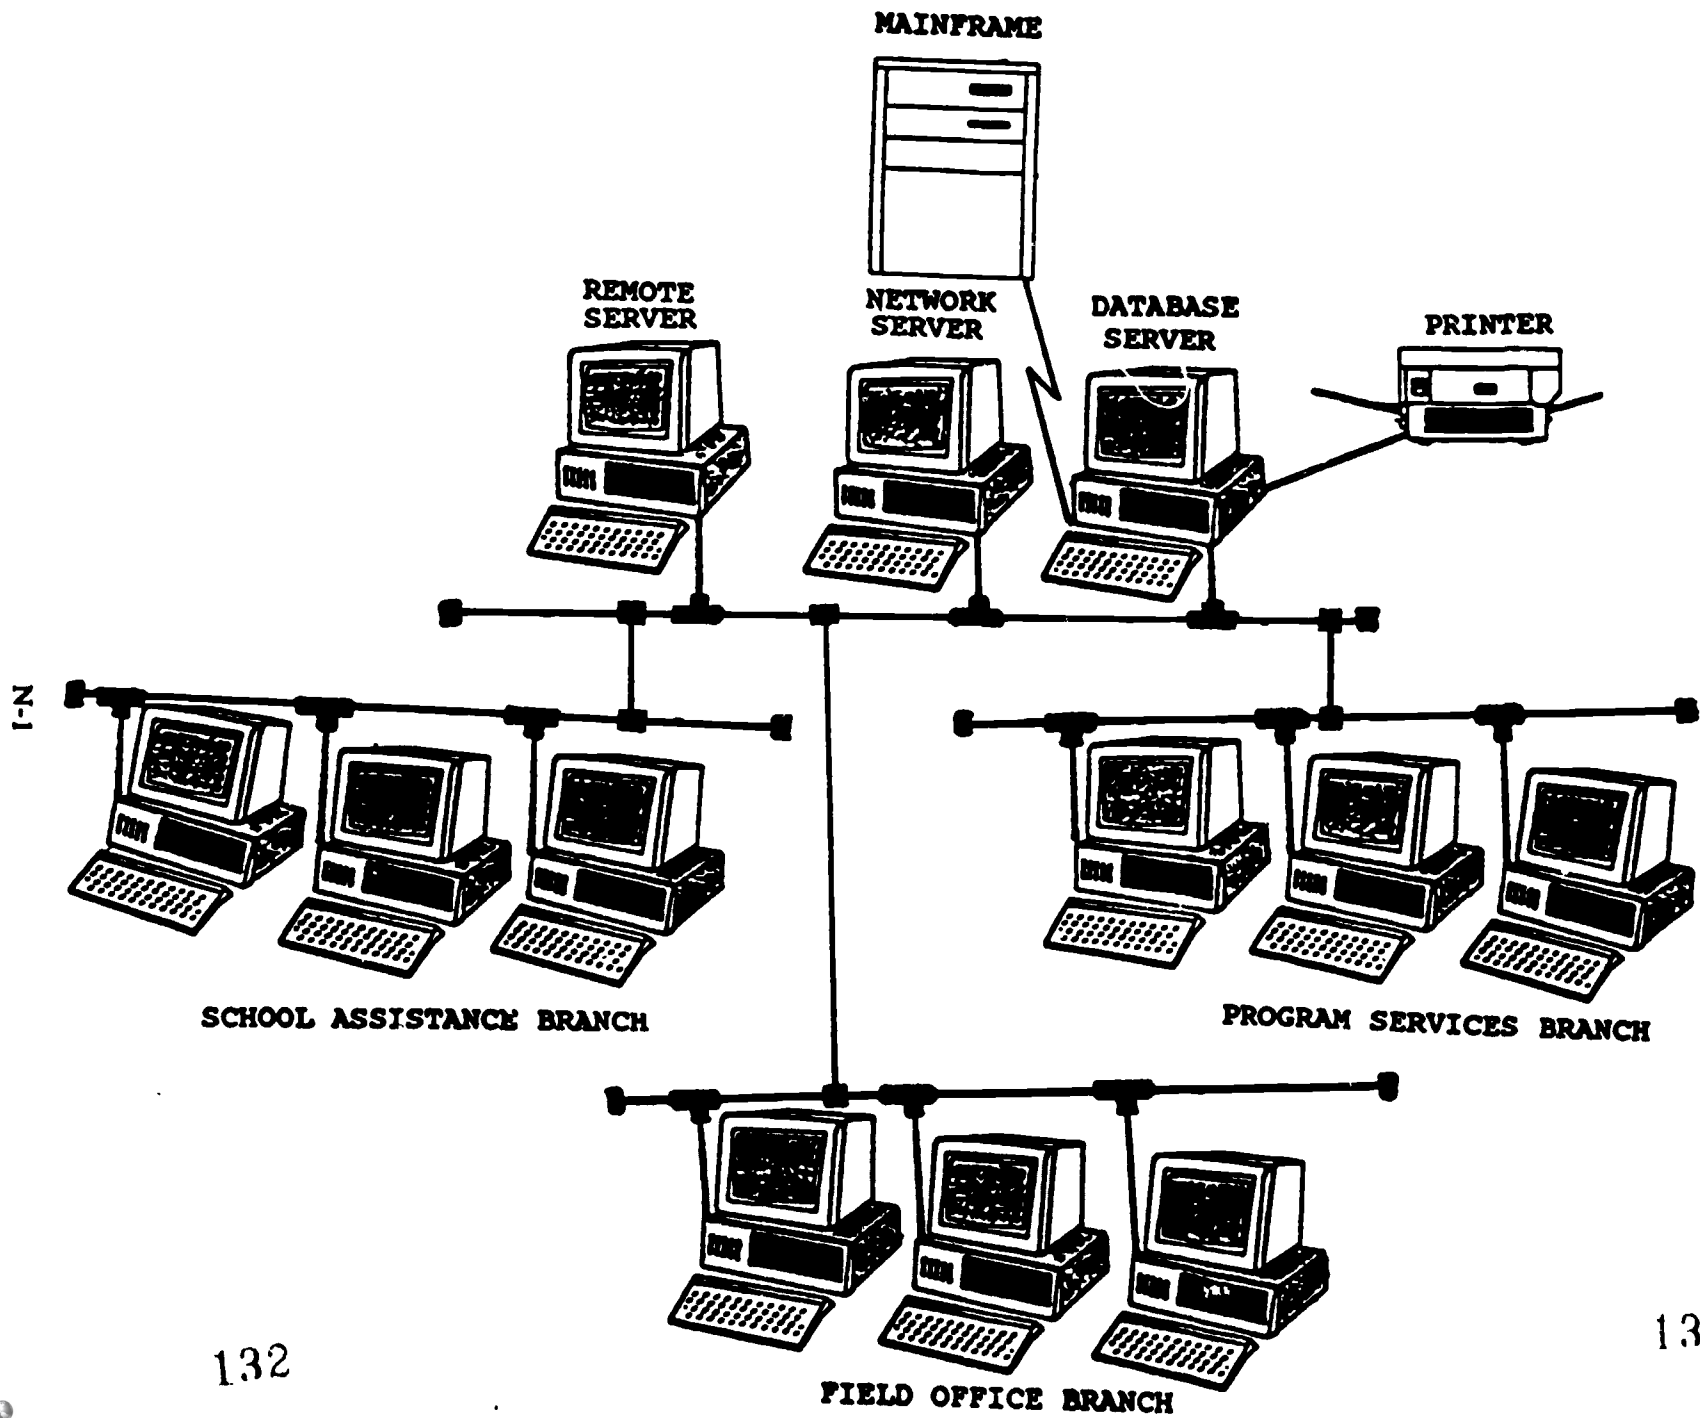 MAINFRAME
REMOTE
SERVER
NETWORK
SERVER
DATABASE
SERVER
PRINTER
N-1
SCHOOL ASSISTANCE BRANCH
PROGRAM SERVICES BRANCH
FIELD OFFICE BRANCH
132
13